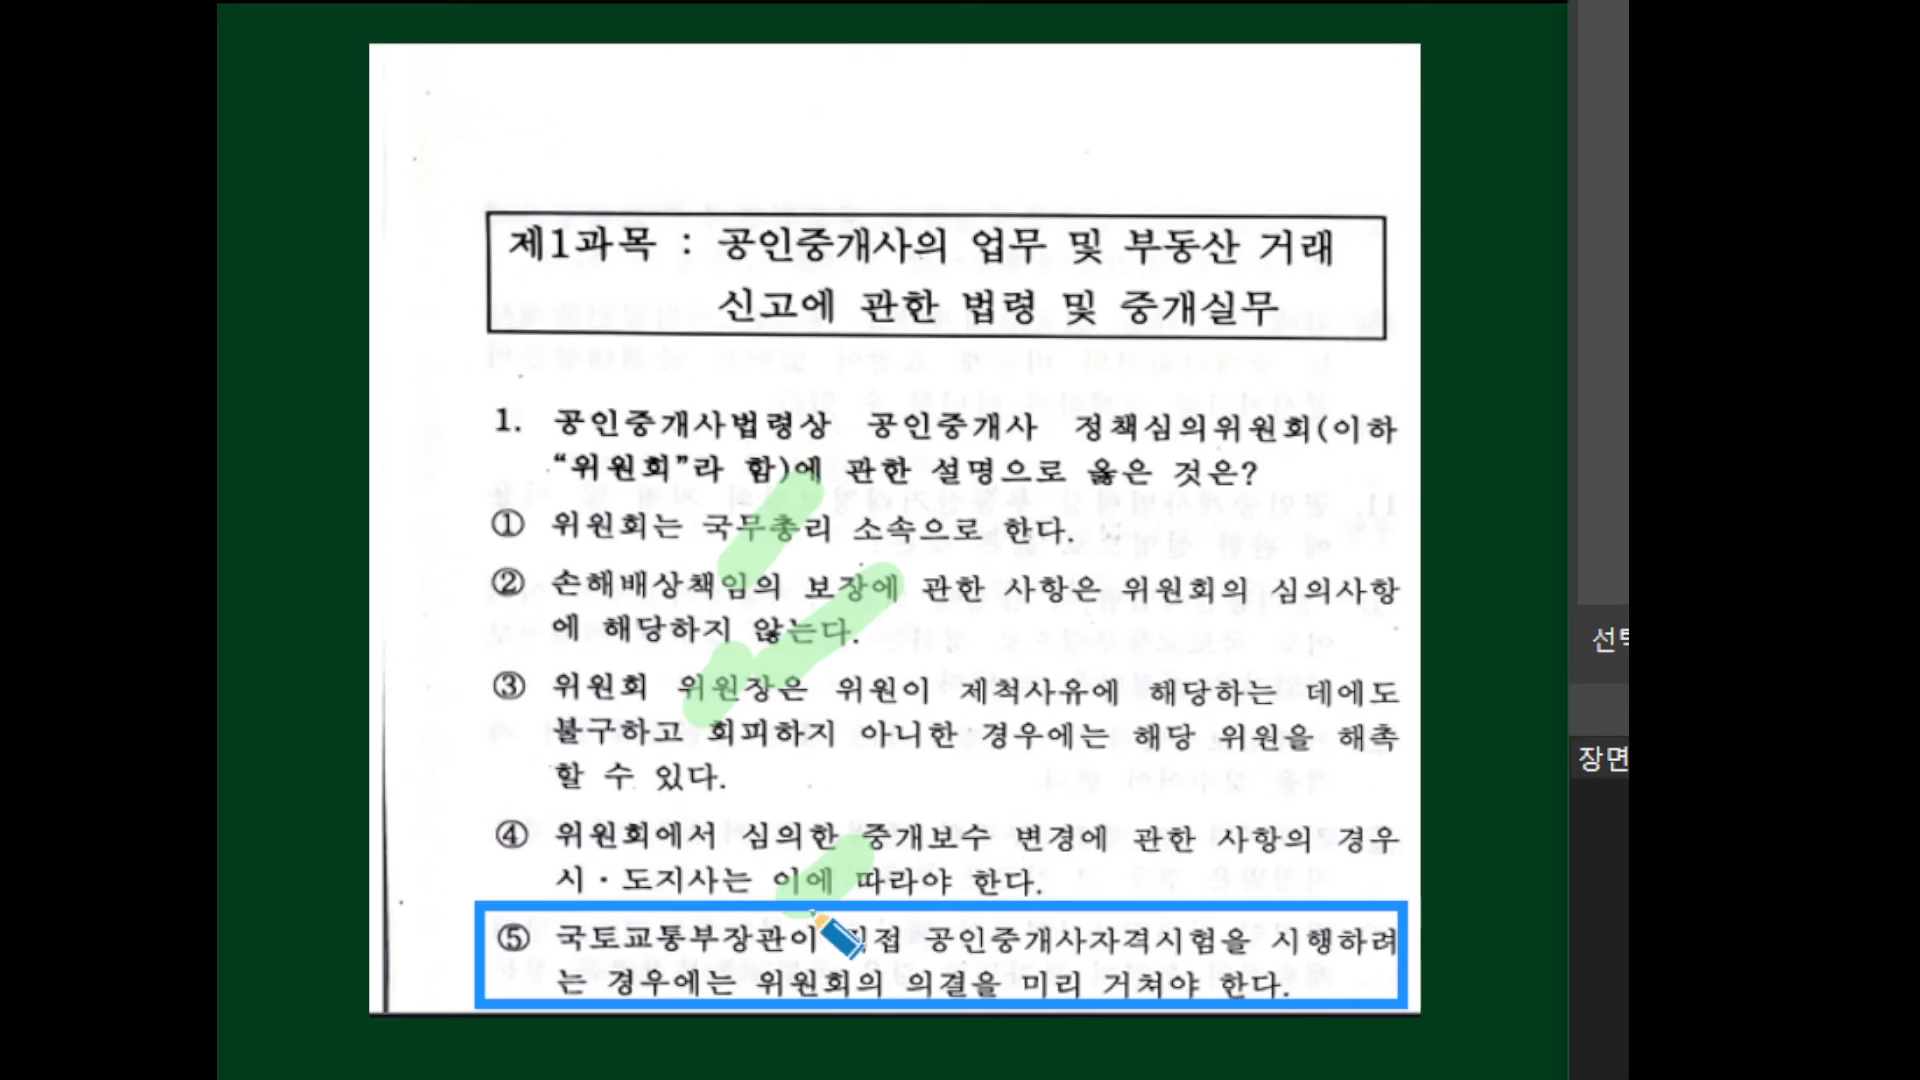 제1과목 : 공인중개사의 업무 및 부동산 거래
신고에 관한 법령 및 중개실무
1. 공인중개사법령상 공인중개사 정책심의위원회(이하
“위원회”라 함)에 관한 설명으로 옳은 것은?
① 위원회는 국무총리 소속으로 한다.
② 손해배상책임의 보장에 관한 사항은 위원회의 심의사항
에 해당하지 않는다.
③ 위원회 위원장은 위원이 제척사유에 해당하는 데에도
불구하고 회피하지 아니한 경우에는 해당 위원을 해촉
할 수 있다.
④ 위원회에서 심의한 중개보수 변경에 관한 사항의 경우
시·도지사는 이에 따라야 한다.
⑤ 국토교통부장관이 직접 공인중개사자격시험을 시행하려
는 경우에는 위원회의 의결을 미리 거쳐야 한다.
선택
장면